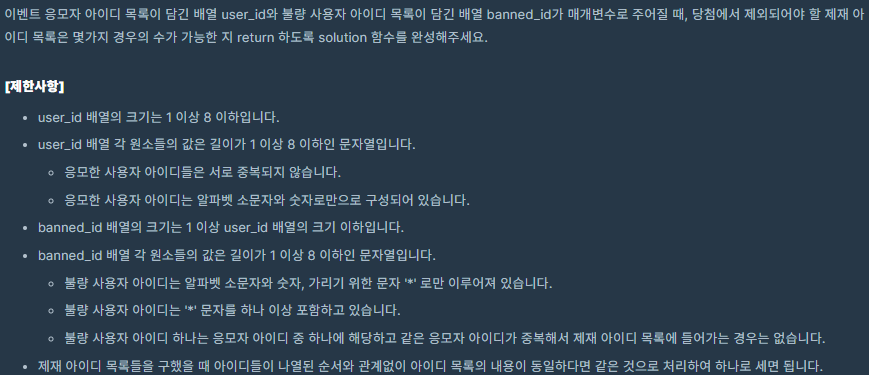 이벤트 응모자 아이디 목록이 담긴 배열 user_id와 불량 사용자 아이디 목록이 담긴 배열 banned_id가 매개변수로 주어질 때, 당첨에서 제외되어야 할 제재 아
이디 목록은 몇가지 경우의 수가 가능한 지 return 하도록 solution 함수를 완성해주세요.
[제한사항]
• user_id 배열의 크기는 1 이상 8 이하입니다.
• user_id 배열 각 원소들의 값은 길이가 1 이상 8 이하인 문자열입니다.
◦ 응모한 사용자 아이디들은 서로 중복되지 않습니다.
◦ 응모한 사용자 아이디는 알파벳 소문자와 숫자로만으로 구성되어 있습니다.
• banned_id 배열의 크기는 1 이상 user_id 배열의 크기 이하입니다.
• banned_id 배열 각 원소들의 값은 길이가 1 이상 8 이하인 문자열입니다.
◦ 불량 사용자 아이디는 알파벳 소문자와 숫자, 가리기 위한 문자 '*' 로만 이루어져 있습니다.
◦ 불량 사용자 아이디는 '*' 문자를 하나 이상 포함하고 있습니다.
◦ 불량 사용자 아이디 하나는 응모자 아이디 중 하나에 해당하고 같은 응모자 아이디가 중복해서 제재 아이디 목록에 들어가는 경우는 없습니다.
• 제재 아이디 목록들을 구했을 때 아이디들이 나열된 순서와 관계없이 아이디 목록의 내용이 동일하다면 같은 것으로 처리하여 하나로 세면 됩니다.